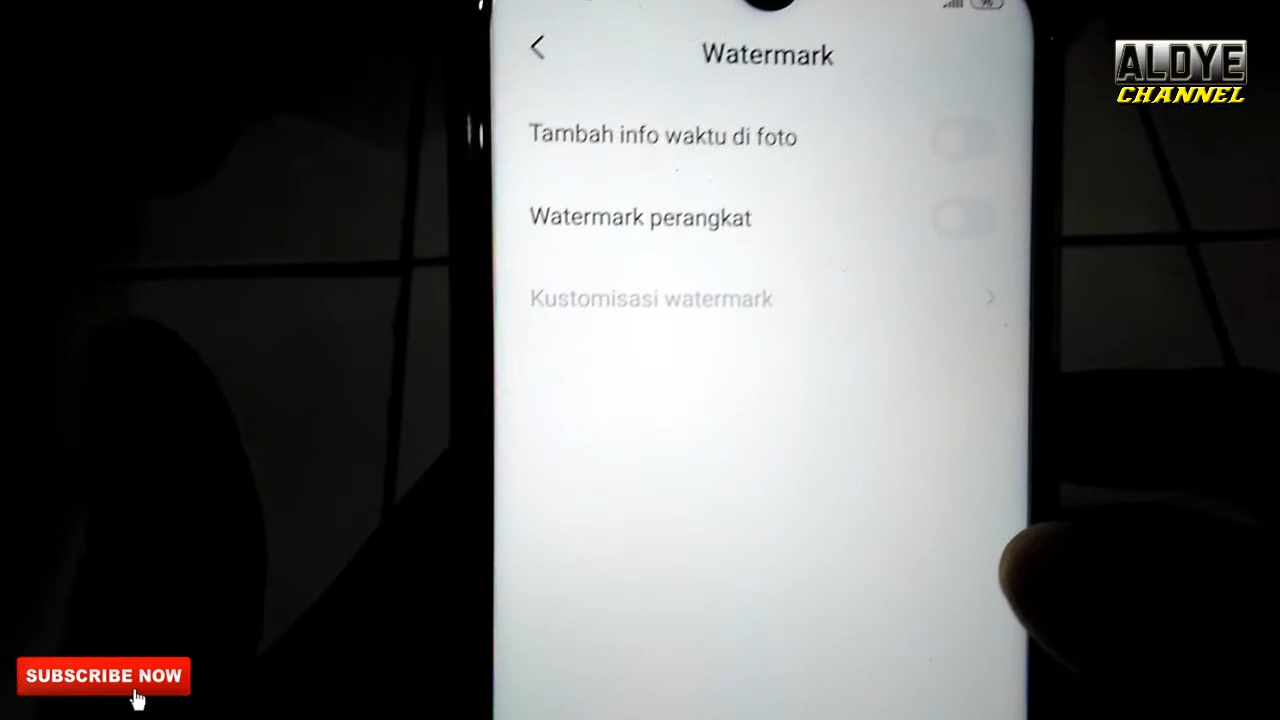 Watermark
ALDYE
CHANNEL
Tambah info waktu di foto
Watermark perangkat
Kustomisasi watermark
SUBSCRIBE NOW